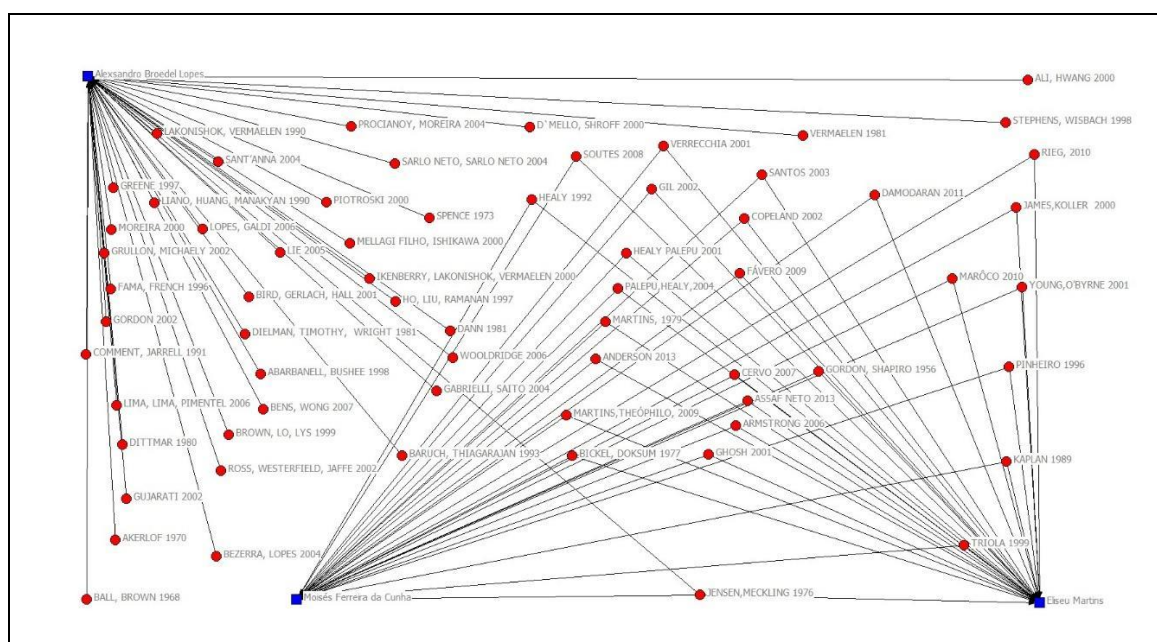 Alexsandro Broedel Lopes
ALI, HWANG 2000
STEPHENS, WISBACH 1998
PROCIANOY, MOREIRA 2004
D`MELLO, SHROFF 2000
LAKONISHOK, VERMAELEN 1990
VERMAELEN 1981
VERRECCHIA 2001
RIEG, 2010
SOUTES 2008
SANT'ANNA 2004
SARLO NETO, SARLO NETO 2004
SANTOS 2003
GREENE 1997
GIL 2002
DAMODARAN 2011
HEALY 1992
LIANO, HUANG, MANAKYAN 1990
PIOTROSKI 2000
JAMES,KOLLER 2000
SPENCE 1973
COPELAND 2002
MOREIRA 2000
LOPES, GALDI 2006
MELLAGI FILHO, ISHIKAWA 2000
GRULLON, MICHAELY 2002
LIE 2005
HEALY PALEPU 2001
FÁVERO 2009
IKENBERRY, LAKONISHOK, VERMAELEN 2000
MARÔCO 2010
FAMA, FRENCH 1996
PALEPU,HEALY,2004
YOUNG,O'BYRNE 2001
BIRD, GERLACH, HALL 2001
HO, LIU, RAMANAN 1997
GORDON 2002
MARTINS, 1979
DIELMAN, TIMOTHY, WRIGHT 1981
DANN 1981
COMMENT, JARRELL 1991
WOOLDRIDGE 2006
ANDERSON 2013
PINHEIRO 1996
ABARBANELL, BUSHEE 1998
CERVO 2007
GORDON, SHAPIRO 1956
GABRIELLI, SAITO 2004
ASSAF NETO 2013
LIMA, LIMA, PIMENTEL 2006
BENS, WONG 2007
MARTINS,THEÓPHILO, 2009
ARMSTRONG 2006
BROWN, LO, LYS 1999
DITTMAR 1980
BARUCH, THIAGARAJAN 1993
BICKEL, DOKSUM 1977
GHOSH 2001
KAPLAN 1989
ROSS, WESTERFIELD, JAFFE 2002
GUJARATI 2002
AKERLOF 1970
TRIOLA 1999
BEZERRA, LOPES 2004
JENSEN,MECKLING 1976
BALL, BROWN 1968
Moisés Ferreira da Cunha
Eliseu Martins